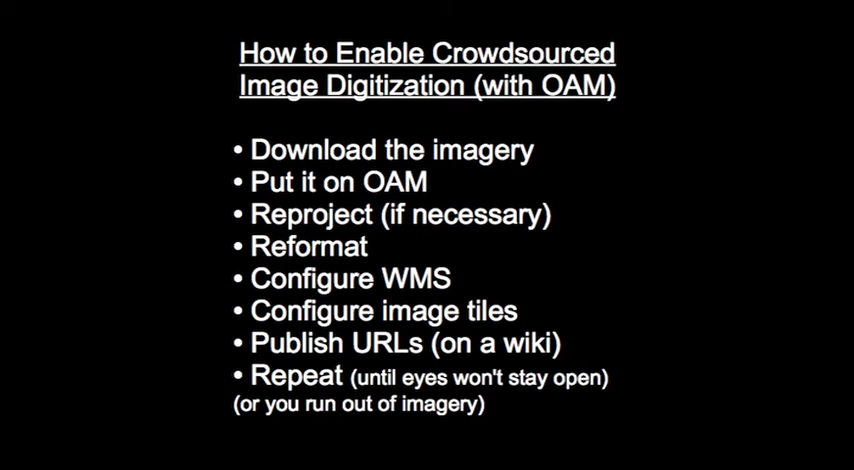 How to Enable Crowdsourced
Image Digitization (with OAM)
• Download the imagery
• Put it on OAM
• Reproject (if necessary)
• Reformat
• Configure WMS
• Configure image tiles
• Publish URLs (on a wiki)
• Repeat (until eyes won't stay open)
(or you run out of imagery)